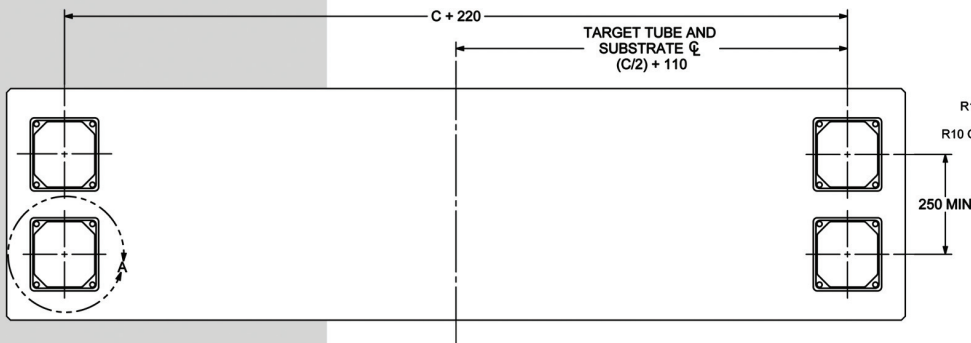 C + 220
TARGET TUBE AND
SUBSTRATE ℄
(C/2) + 110
R10
250 MIN
A